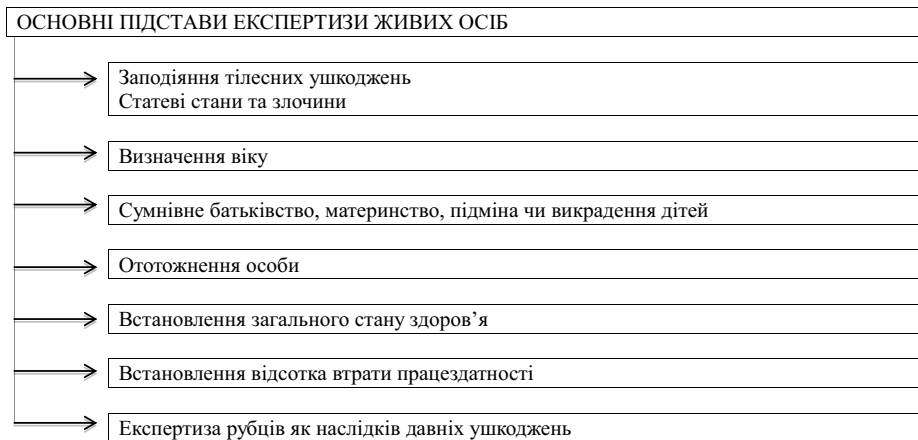 ОСНОВНІ ПІДСТАВИ ЕКСПЕРТИЗИ ЖИВИХ ОСІБ
Заподіяння тілесних ушкоджень
Статеві стани та злочини
Визначення віку
Сумнівне батьківство, материнство, підміна чи викрадення дітей
Ототожнення особи
Встановлення загального стану здоров’я
Встановлення відсотка втрати працездатності
Експертиза рубців як наслідків давніх ушкоджень